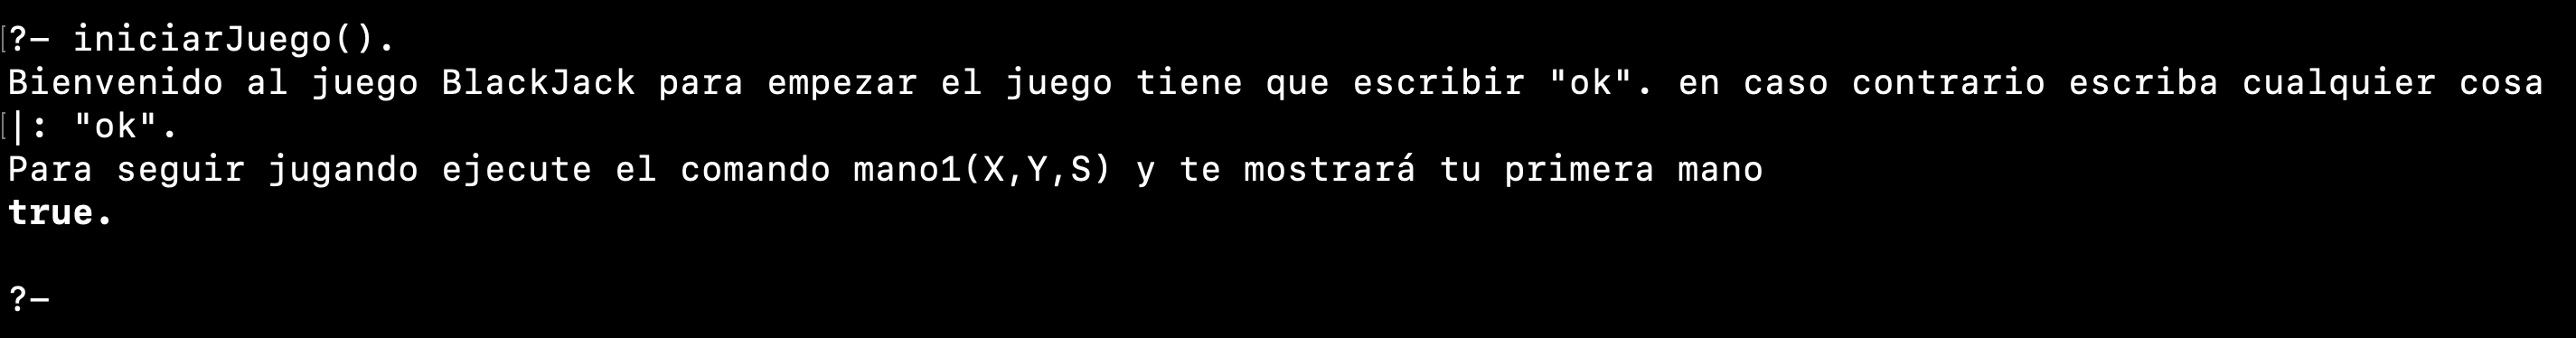 ?- iniciarJuego().
Bienvenido al juego BlackJack para empezar el juego tiene que escribir "ok". en caso contrario escriba cualquier cosa
|: "ok".
Para seguir jugando ejecute el comando mano1(X,Y,S) y te mostrará tu primera mano
true.
?-